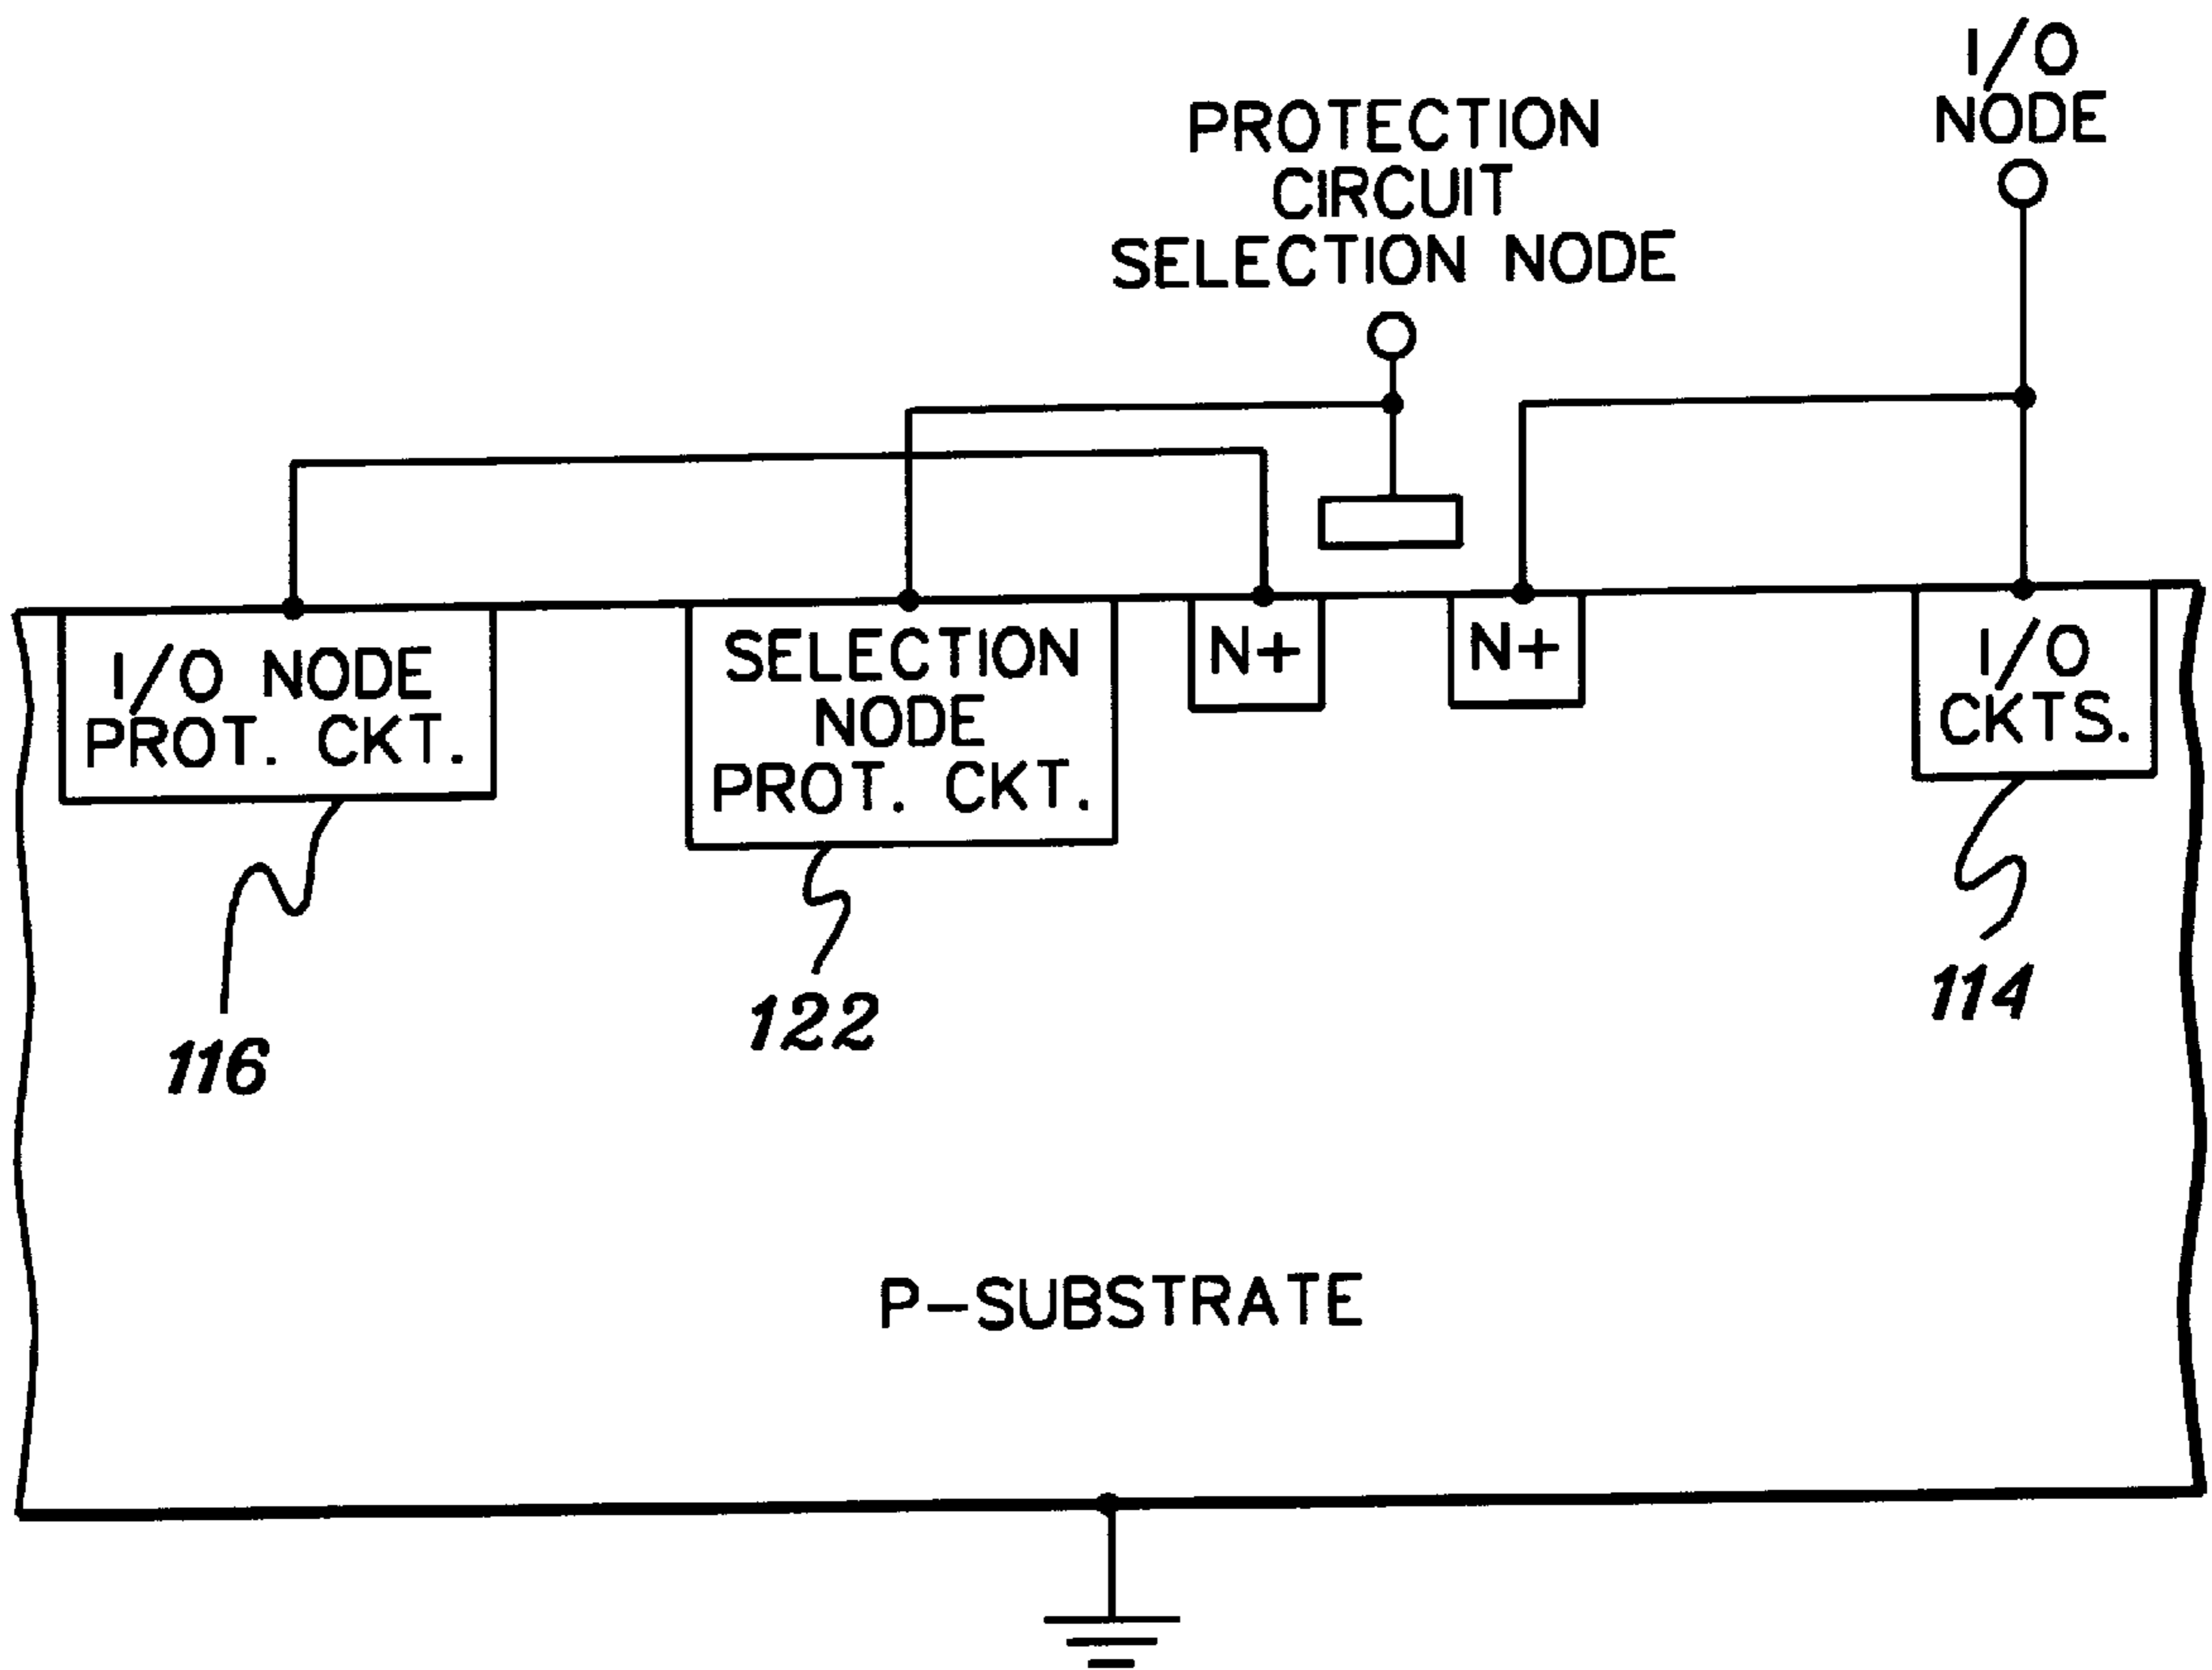 I/O
NODE
PROTECTION
CIRCUIT
SELECTION NODE
I/O NODE
PROT. CKT.
SELECTION
NODE
PROT. CKT.
N+
N+
I/O
CKTS.
116
122
114
P-SUBSTRATE